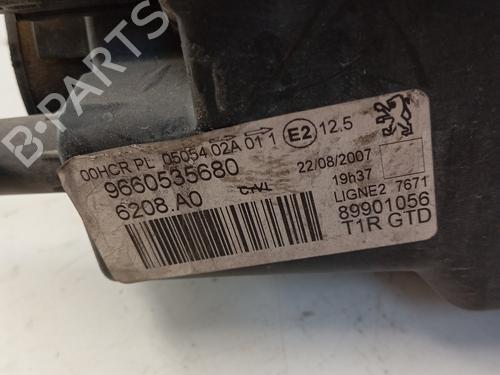 B-PARTS
00HCR PL 05054 02A 01 1 E2 12.5
9660535680
22/08/2007
6208.A0
19h37
LIGNE2 7671
89901056
T1R GTD